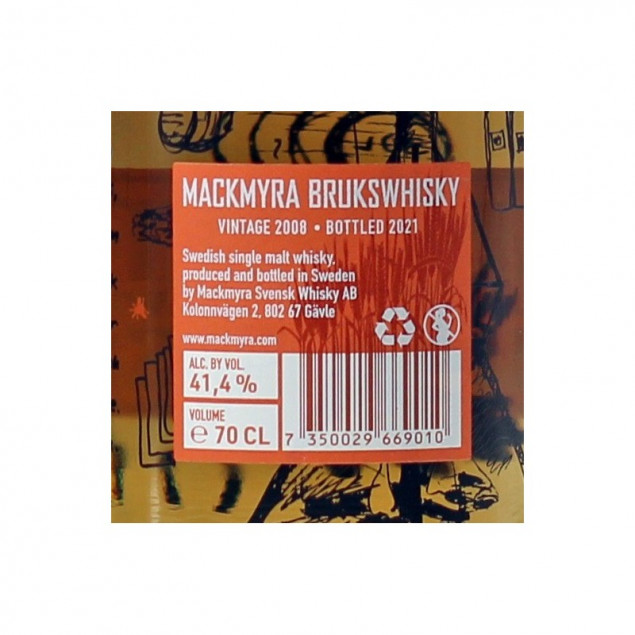 MACKMYRA BRUKSWHISKY
VINTAGE 2008 • BOTTLED 2021
Swedish single malt whisky,
produced and bottled in Sweden
by Mackmyra Svensk Whisky AB
Kolonnvägen 2, 802 67 Gävle
www.mackmyra.com
ALC. BY VOL.
41,4 %
VOLUME
℮ 70 CL
7 350029 669010